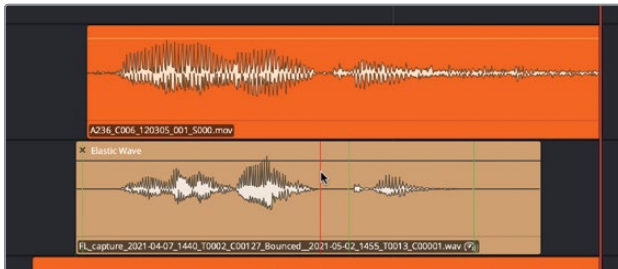 A236_C006_120305_001_S000.mov
× Elastic Wave
FL_capture_2021-04-07_1440_T0002_C00127_Bounced__2021-05-02_1455_T0013_C00001.wav